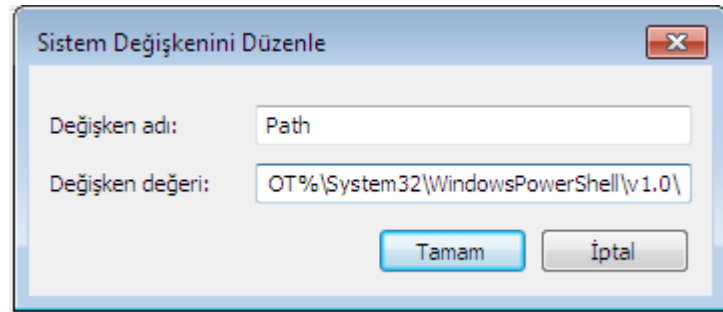 Sistem Değişkenini Düzenle
Değişken adı: Path
Değişken değeri: OT%\System32\WindowsPowerShell\v1.0\
Tamam İptal